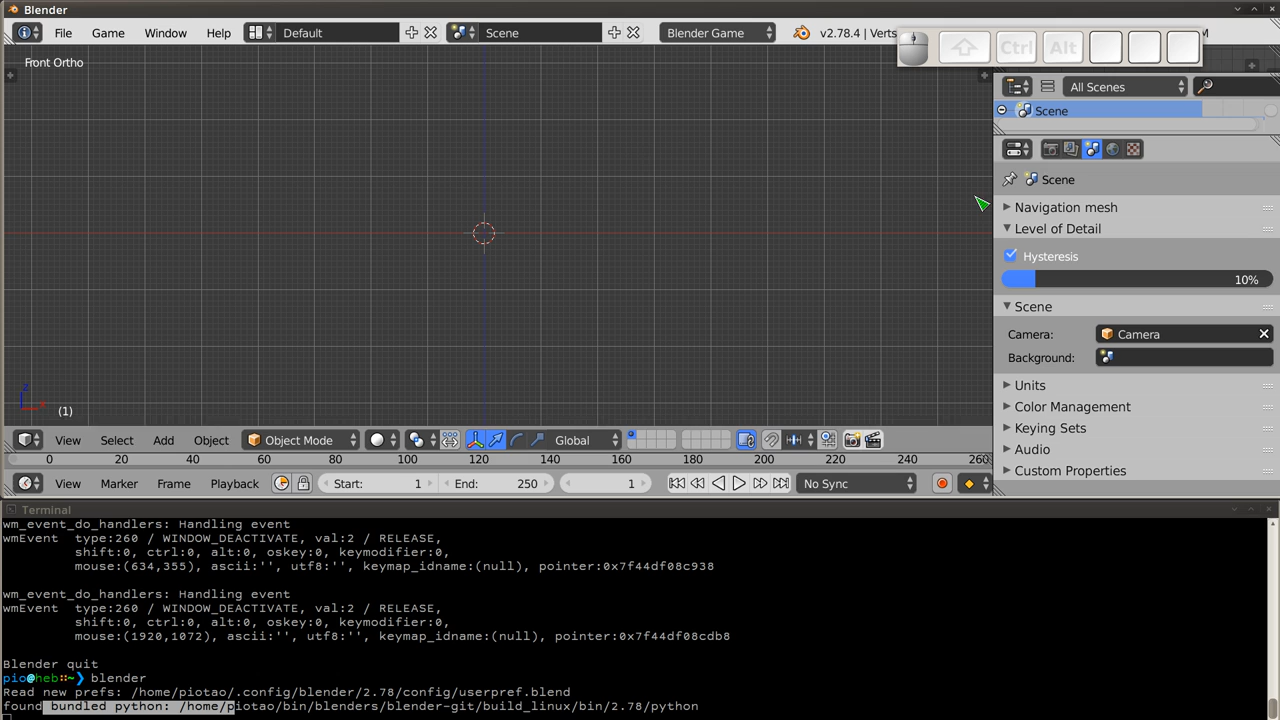 Blender
File Game Window Help Default Scene Blender Game v2.78.4 | Verts
Ctrl Alt
Front Ortho
All Scenes
Scene
Scene
Navigation mesh
Level of Detail
Hysteresis
10%
Scene
Camera: Camera
Background:
Units
Color Management
Keying Sets
Audio
Custom Properties
z
x
(1)
View Select Add Object Object Mode Global
0 20 40 60 80 100 120 140 160 180 200 220 240 260
View Marker Frame Playback Start: 1 End: 250 1 No Sync
Terminal
wm_event_do_handlers: Handling event
wmEvent type:260 / WINDOW_DEACTIVATE, val:2 / RELEASE,
shift:0, ctrl:0, alt:0, oskey:0, keymodifier:0,
mouse:(634,355), ascii:'', utf8:'', keymap_idname:(null), pointer:0x7f44df08c938
wm_event_do_handlers: Handling event
wmEvent type:260 / WINDOW_DEACTIVATE, val:2 / RELEASE,
shift:0, ctrl:0, alt:0, oskey:0, keymodifier:0,
mouse:(1920,1072), ascii:'', utf8:'', keymap_idname:(null), pointer:0x7f44df08cdb8
Blender quit
pio@heb::~❯ blender
Read new prefs: /home/piotao/.config/blender/2.78/config/userpref.blend
found bundled python: /home/piotao/bin/blenders/blender-git/build_linux/bin/2.78/python